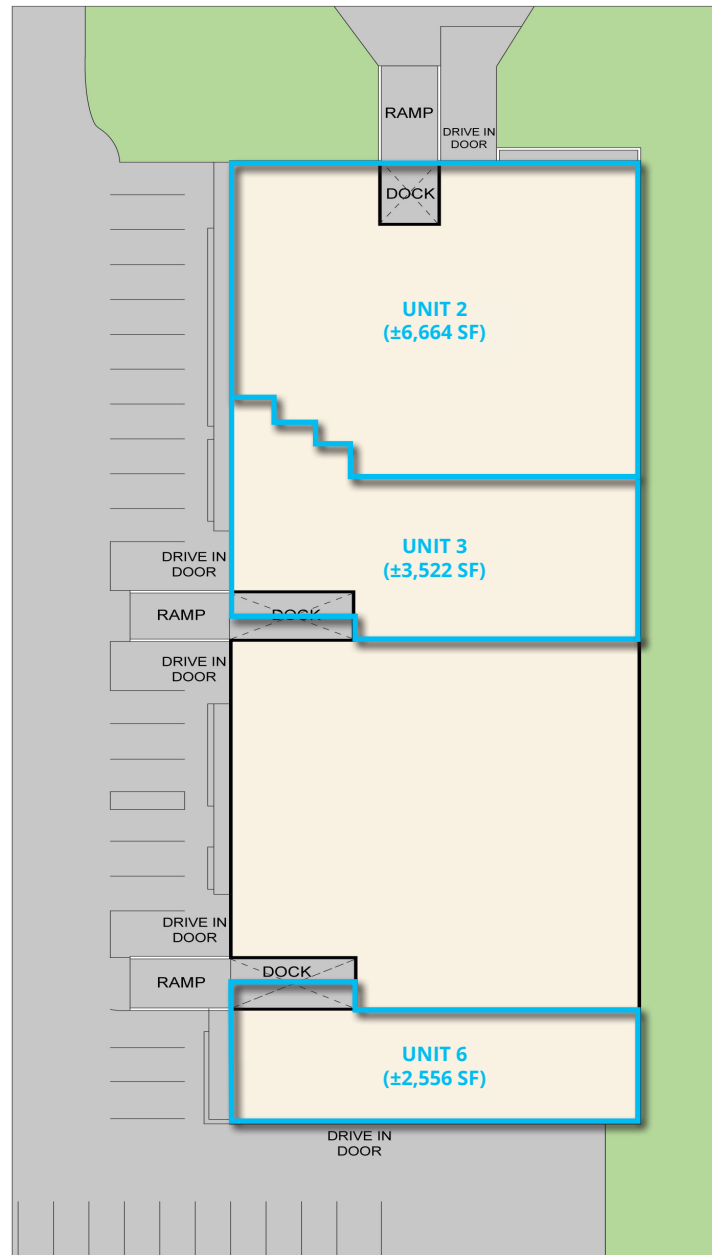 RAMP
DRIVE IN
DOOR
DOCK
UNIT 2
(±6,664 SF)
UNIT 3
(±3,522 SF)
DRIVE IN
DOOR
RAMP
DOCK
DRIVE IN
DOOR
DRIVE IN
DOOR
RAMP
DOCK
UNIT 6
(±2,556 SF)
DRIVE IN
DOOR